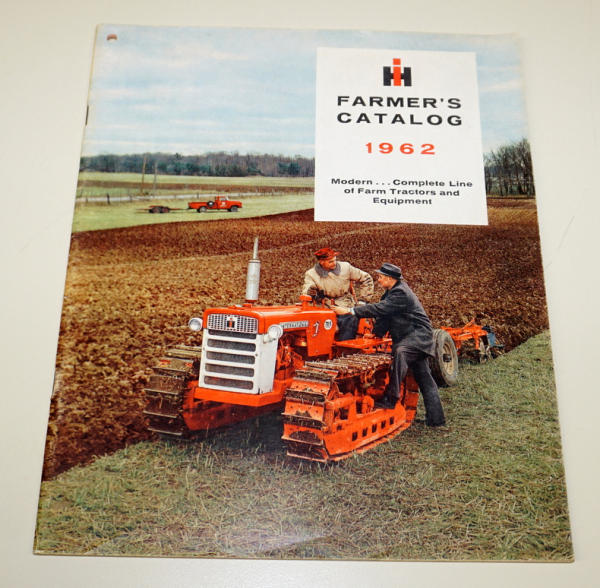 IH
FARMER'S
CATALOG
1962
Modern...Complete Line
of Farm Tractors and
Equipment